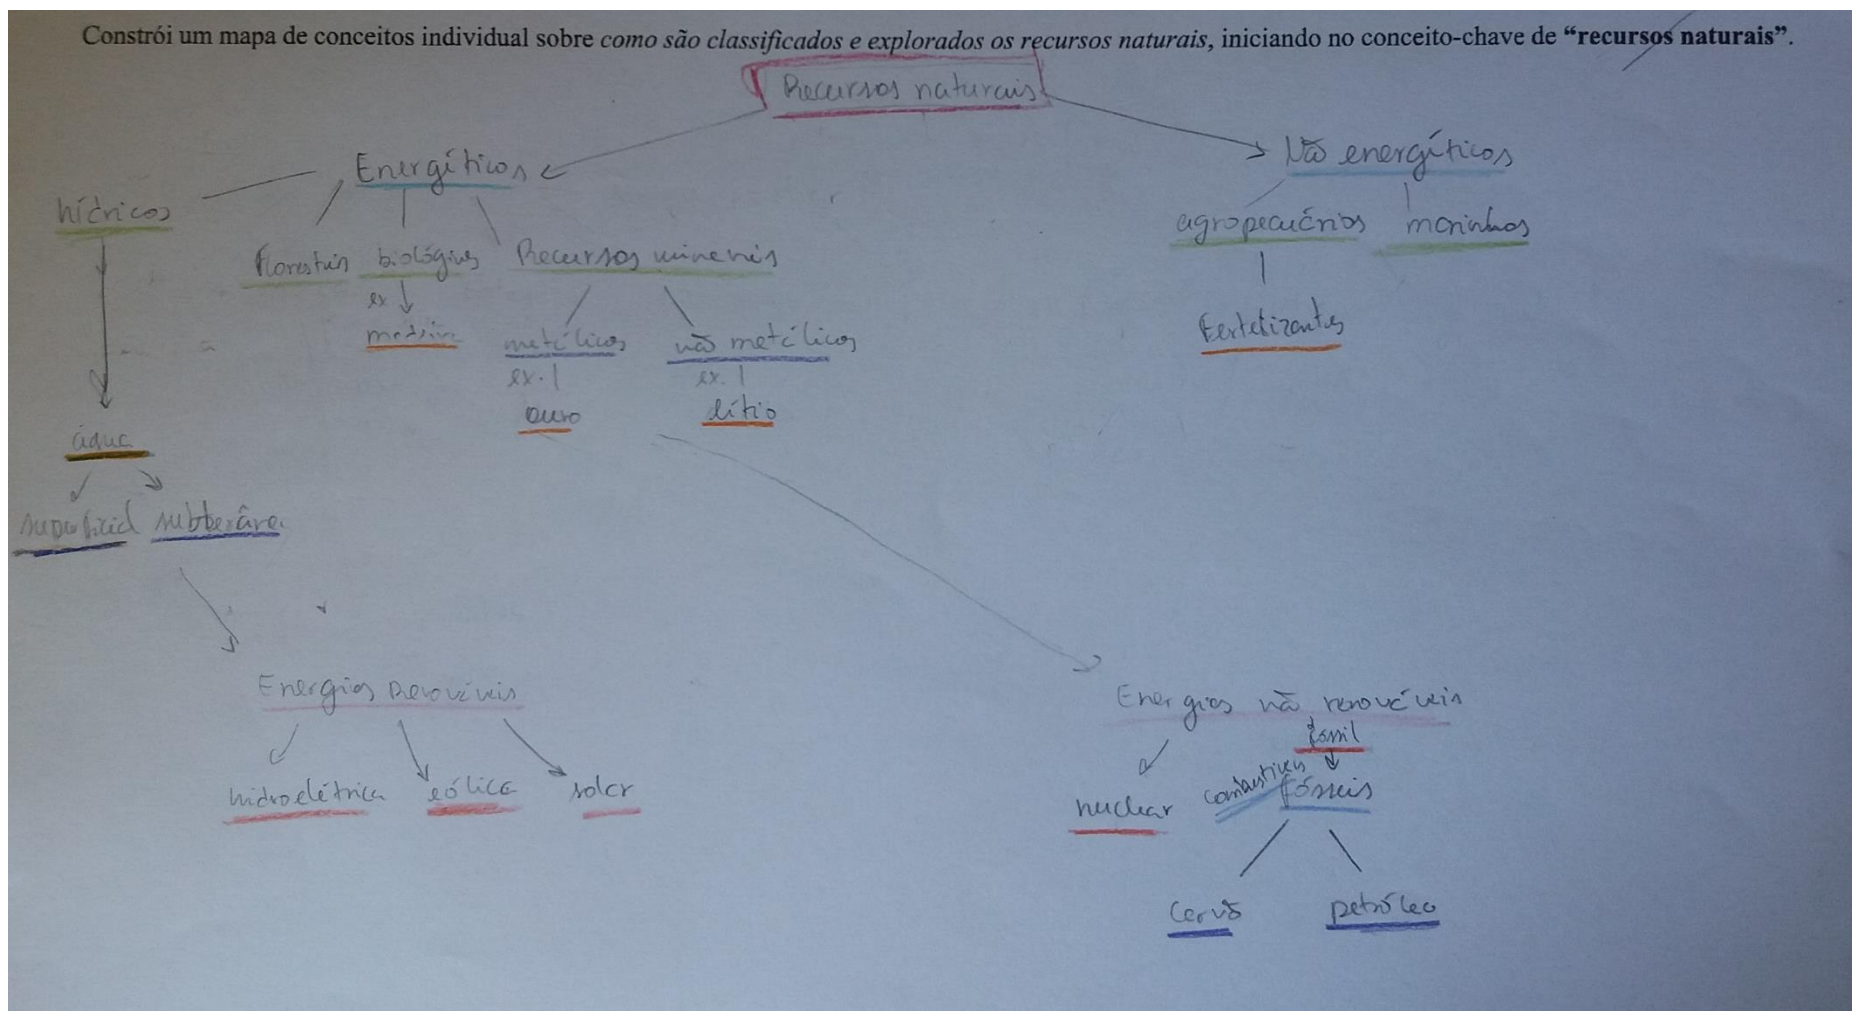 Constrói um mapa de conceitos individual sobre como são classificados e explorados os recursos naturais, iniciando no conceito-chave de “recursos naturais”.
Recursos naturais
Energéticos
Não energéticos
hídricos
agropecuários marinhos
Florestais biológicos Recursos minerais
ex
Fertelizantes
metálicos não metálicos
ex. ex.
ouro lítio
água
superficial subterrânea
Energias Renováveis
Energias não renováveis
fóssil
combustíveis fósseis
hidroelétrica eólica solar
nuclear
carvão petróleo